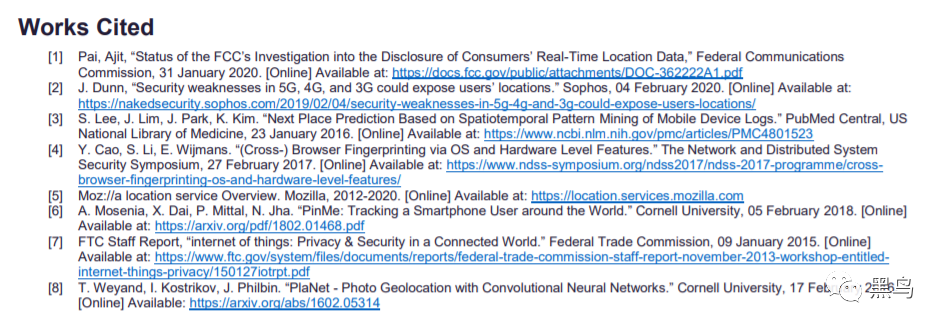 Works Cited
[1] Pai, Ajit, “Status of the FCC’s Investigation into the Disclosure of Consumers’ Real-Time Location Data,” Federal Communications
Commission, 31 January 2020. [Online] Available at: https://docs.fcc.gov/public/attachments/DOC-362222A1.pdf
[2] J. Dunn, “Security weaknesses in 5G, 4G, and 3G could expose users’ locations.” Sophos, 04 February 2020. [Online] Available at:
https://nakedsecurity.sophos.com/2019/02/04/security-weaknesses-in-5g-4g-and-3g-could-expose-users-locations/
[3] S. Lee, J. Lim, J. Park, K. Kim. “Next Place Prediction Based on Spatiotemporal Pattern Mining of Mobile Device Logs.” PubMed Central, US
National Library of Medicine, 23 January 2016. [Online] Available at: https://www.ncbi.nlm.nih.gov/pmc/articles/PMC4801523
[4] Y. Cao, S. Li, E. Wijmans. “(Cross-) Browser Fingerprinting via OS and Hardware Level Features.” The Network and Distributed System
Security Symposium, 27 February 2017. [Online] Available at: https://www.ndss-symposium.org/ndss2017/ndss-2017-programme/cross-
browser-fingerprinting-os-and-hardware-level-features/
[5] Moz://a location service Overview. Mozilla, 2012-2020. [Online] Available at: https://location.services.mozilla.com
[6] A. Mosenia, X. Dai, P. Mittal, N. Jha. “PinMe: Tracking a Smartphone User around the World.” Cornell University, 05 February 2018. [Online]
Available at: https://arxiv.org/pdf/1802.01468.pdf
[7] FTC Staff Report, “internet of things: Privacy & Security in a Connected World.” Federal Trade Commission, 09 January 2015. [Online]
Available at: https://www.ftc.gov/system/files/documents/reports/federal-trade-commission-staff-report-november-2013-workshop-entitled-
internet-things-privacy/150127iotrpt.pdf
[8] T. Weyand, I. Kostrikov, J. Philbin. “PlaNet - Photo Geolocation with Convolutional Neural Networks.” Cornell University, 17
[Online] Available: https://arxiv.org/abs/1602.05314
黑鸟